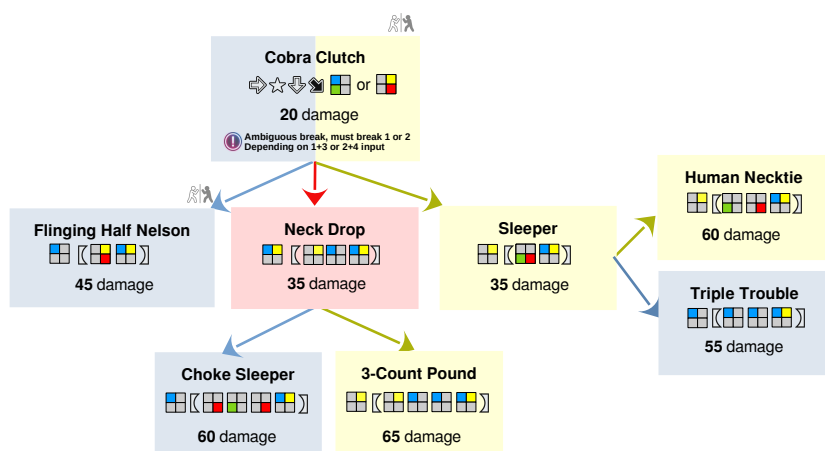 Cobra Clutch
or
20 damage
Ambiguous break, must break 1 or 2
Depending on 1+3 or 2+4 input
Flinging Half Nelson
45 damage
Neck Drop
35 damage
Sleeper
35 damage
Human Necktie
60 damage
Triple Trouble
55 damage
Choke Sleeper
60 damage
3-Count Pound
65 damage